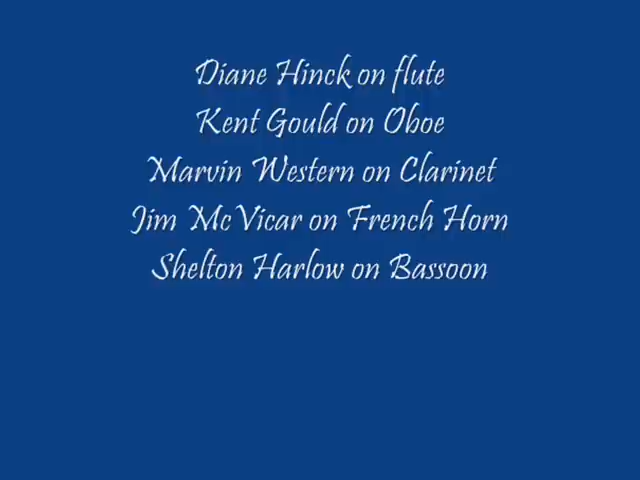 Diane Hinck on flute
Kent Gould on Oboe
Marvin Western on Clarinet
Jim McVicar on French Horn
Shelton Harlow on Bassoon